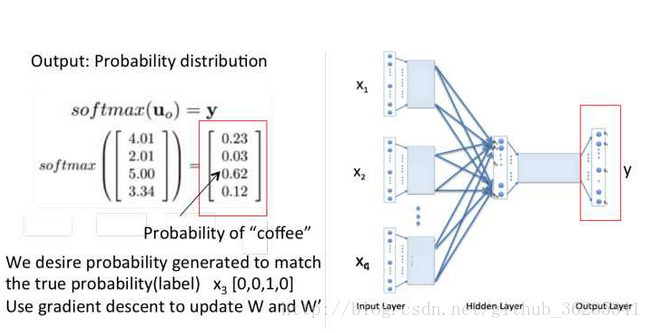 Output: Probability distribution
softmax(u_o) = y
softmax ([4.01 2.01 5.00 3.34]) = [0.23 0.03 0.62 0.12]
Probability of “coffee”
We desire probability generated to match
the true probability(label) x₃ [0,0,1,0]
Use gradient descent to update W and W’
X₁
X₂
X₄
y
Input Layer
Hidden Layer
Output Layer